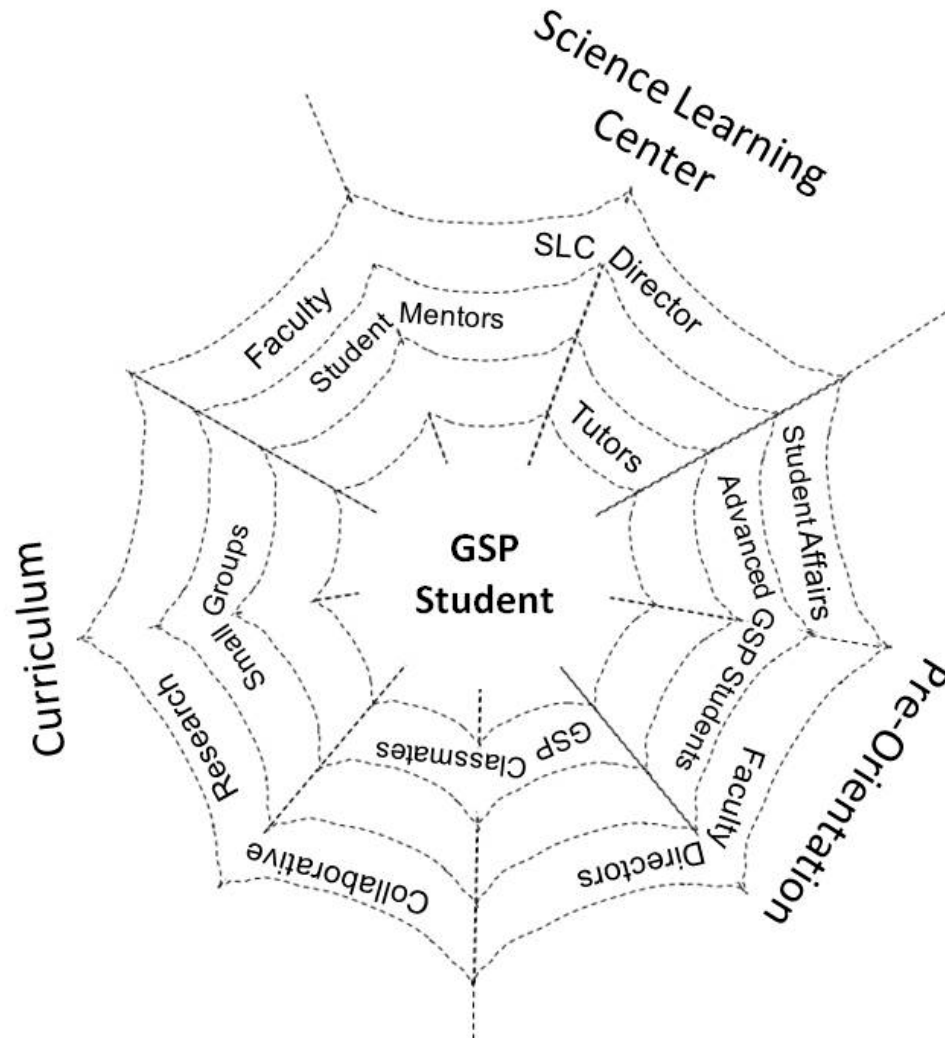 Science Learning
Center
SLC Director
Faculty
Student Mentors
Tutors
Student Affairs
Advanced GSP Students
GSP
Student
Curriculum
Small Groups
Collaborative Research
GSP Classmates
Faculty Directors
Pre-Orientation